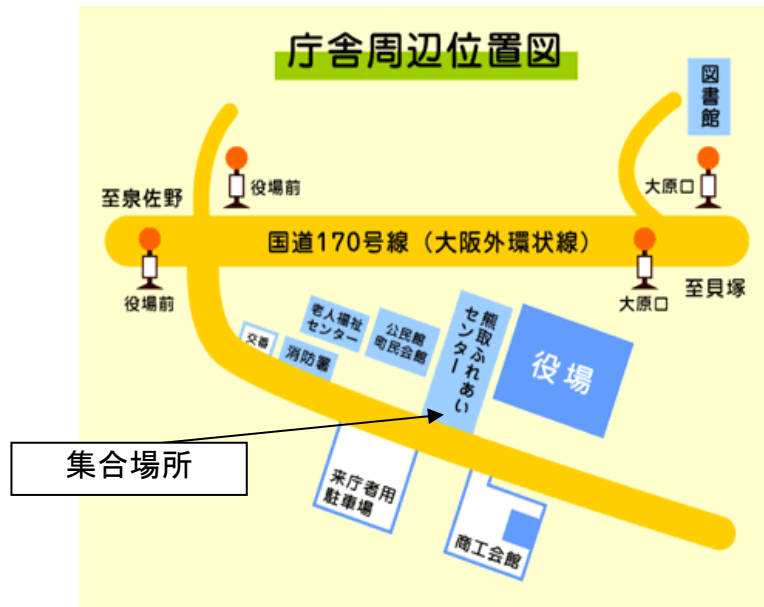 庁舎周辺位置図
図書館
役場前
大原口
至泉佐野
国道170号線（大阪外環状線）
役場前
大原口
至貝塚
老人福祉
センター
公民館
町民会館
熊取ふれあい
センター
役場
交番
消防署
集合場所
来庁者用
駐車場
商工会館